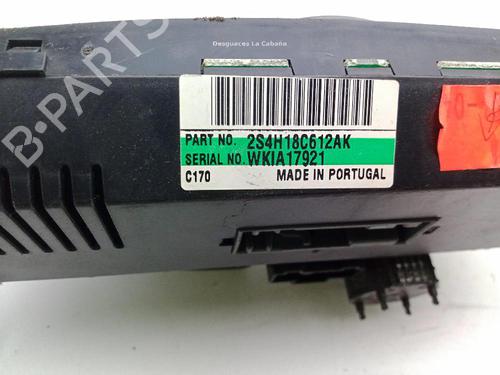 Desguaces La Cabaña
B-PARTS
PART NO. 2S4H18C612AK
SERIAL NO. WKIA17921
C170 MADE IN PORTUGAL